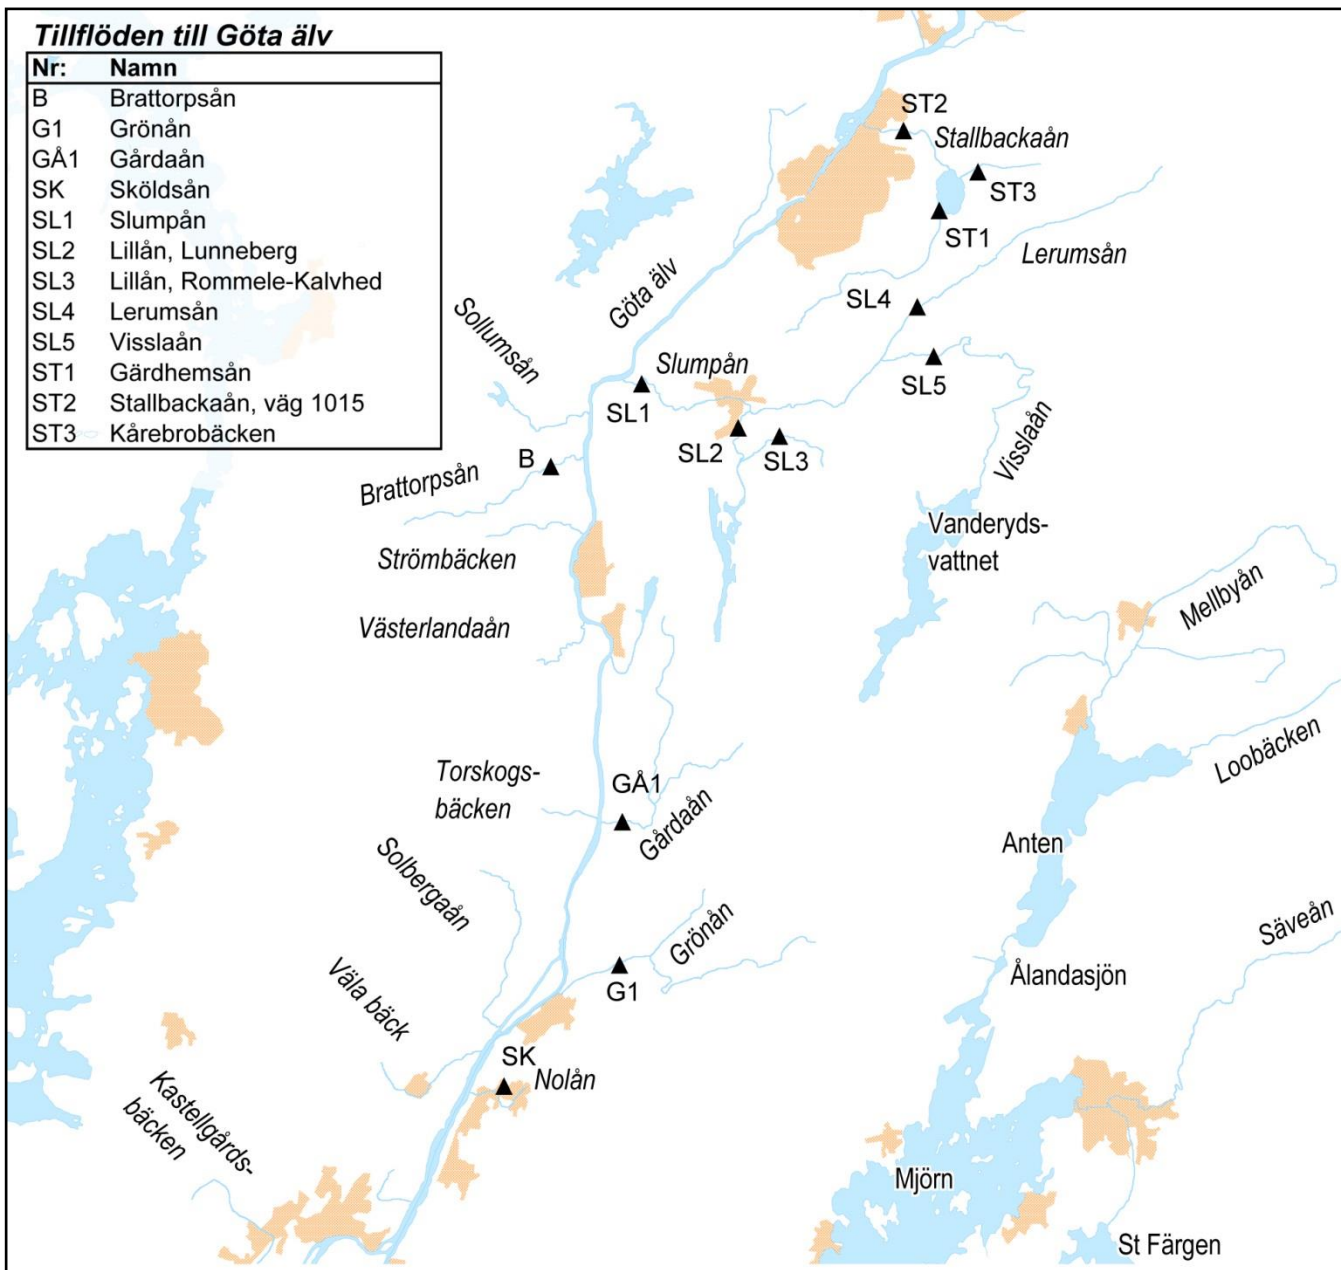 Tillflöden till Göta älv
Nr: Namn
B Brattorpsån
G1 Grönån
GÅ1 Gårdaån
SK Sköldsån
SL1 Slumpån
SL2 Lillån, Lunneberg
SL3 Lillån, Rommele-Kalvhed
SL4 Lerumsån
SL5 Visslaån
ST1 Gärdhemsån
ST2 Stallbackaån, väg 1015
ST3 Kårebrobäcken
ST2
Stallbackaån
ST3
ST1
Lerumsån
Göta älv
SL4
Sollumsån
Slumpån
SL1
SL5
SL2
SL3
Visslaån
B
Brattorpsån
Vanderyds-
vattnet
Strömbäcken
Mellbyån
Västerlandaån
Loobäcken
Torskogs-
bäcken
GÅ1
Gårdaån
Anten
Solbergaån
Grönån
Säveån
G1
Ålandasjön
Väla bäck
SK
Nolån
Kastellgårds-
bäcken
Mjörn
St Färgen